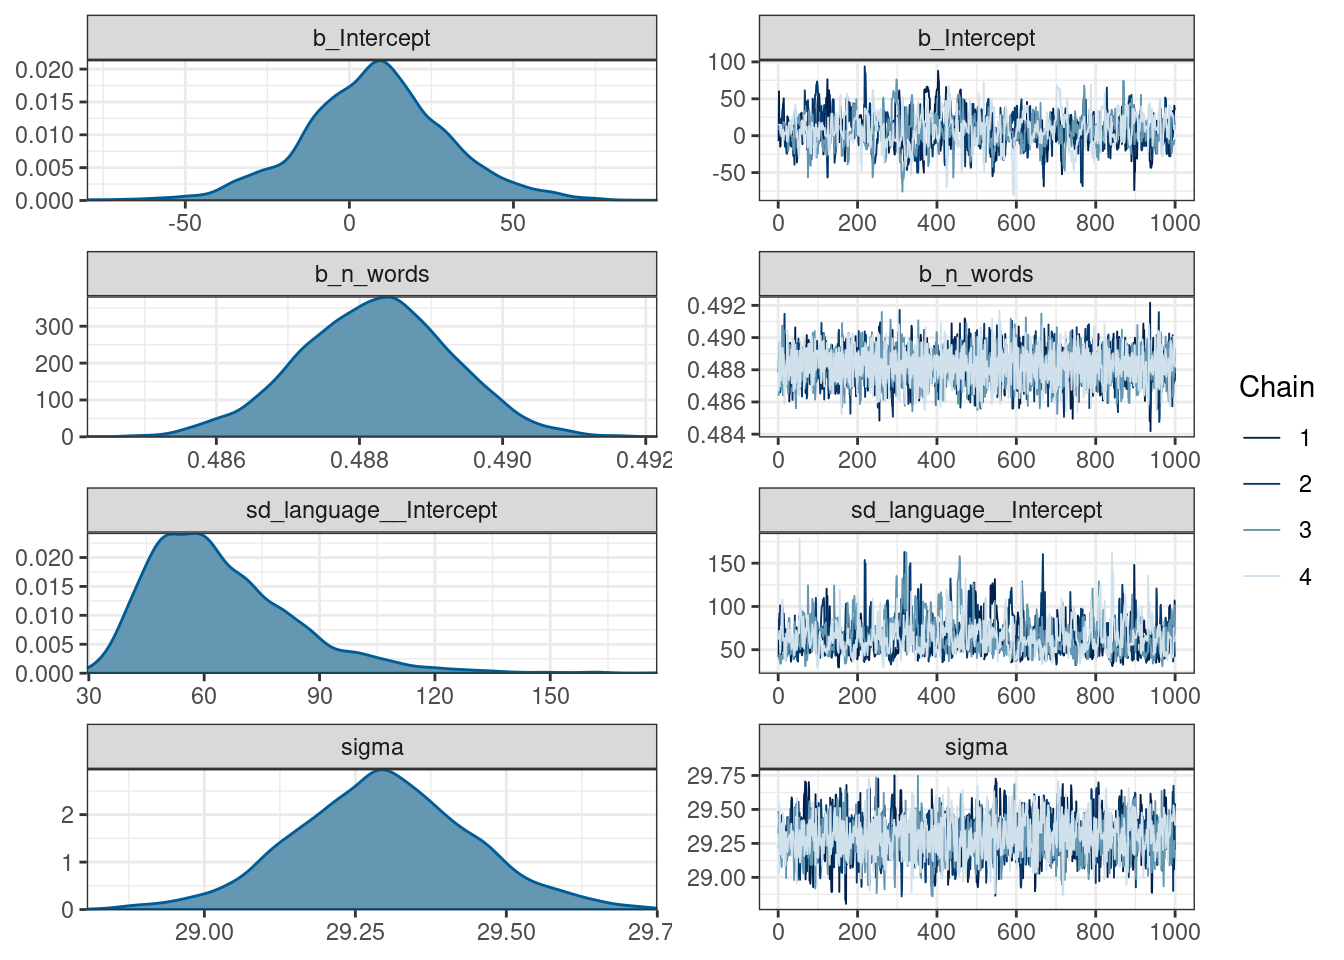 b_Intercept
0.020
0.015
0.010
0.005
0.000
-50 0 50
b_Intercept
100
50
0
-50
0 200 400 600 800 1000
b_n_words
300
200
100
0
0.486 0.488 0.490 0.492
b_n_words
0.492
0.490
0.488
0.486
0.484
0 200 400 600 800 1000
sd_language__Intercept
0.020
0.015
0.010
0.005
0.000
30 60 90 120 150
sd_language__Intercept
150
100
50
0 200 400 600 800 1000
sigma
2
1
0
29.00 29.25 29.50 29.7
sigma
29.75
29.50
29.25
29.00
0 200 400 600 800 1000
Chain
1
2
3
4